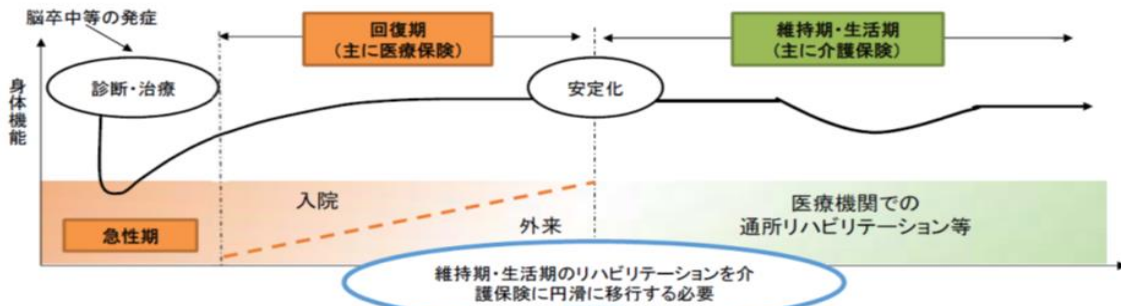 脳卒中等の発症
回復期
(主に医療保険)
維持期・生活期
(主に介護保険)
身体機能
診断・治療
安定化
入院
急性期
外来
医療機関での
通所リハビリテーション等
維持期・生活期のリハビリテーションを介
護保険に円滑に移行する必要